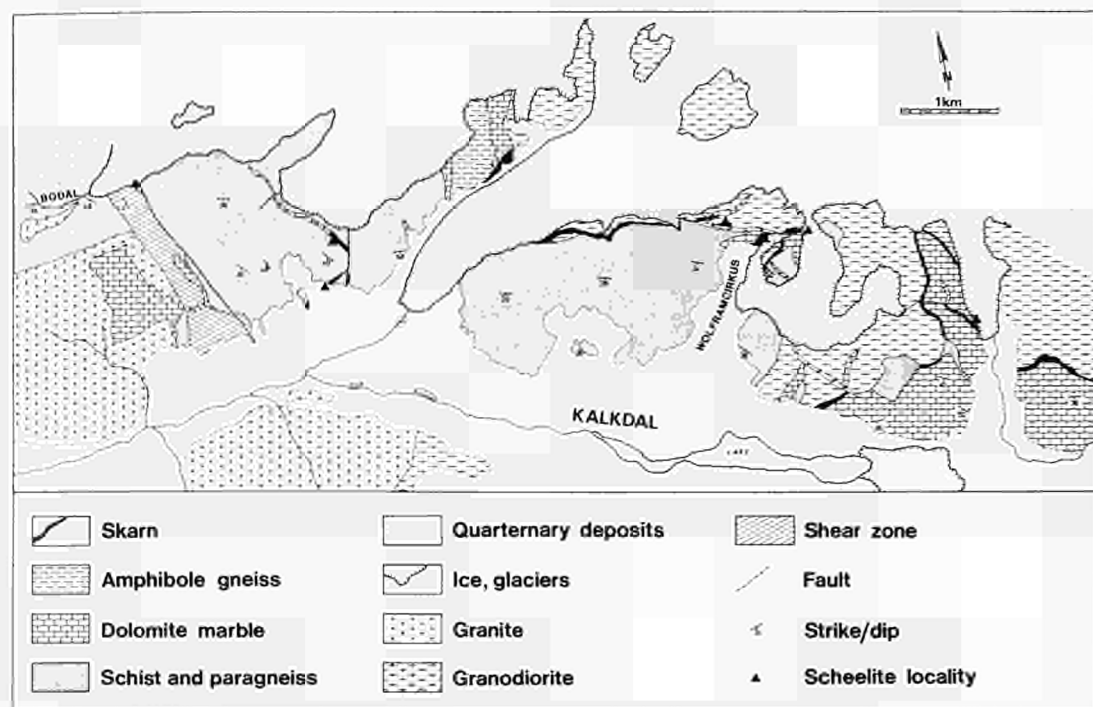 N
1km
BODAL
WOLFRAMCIRKUS
KALKDAL
LAKE
Skarn
Quarternary deposits
Shear zone
Amphibole gneiss
Ice, glaciers
Fault
Dolomite marble
Granite
Strike/dip
Schist and paragneiss
Granodiorite
Scheelite locality